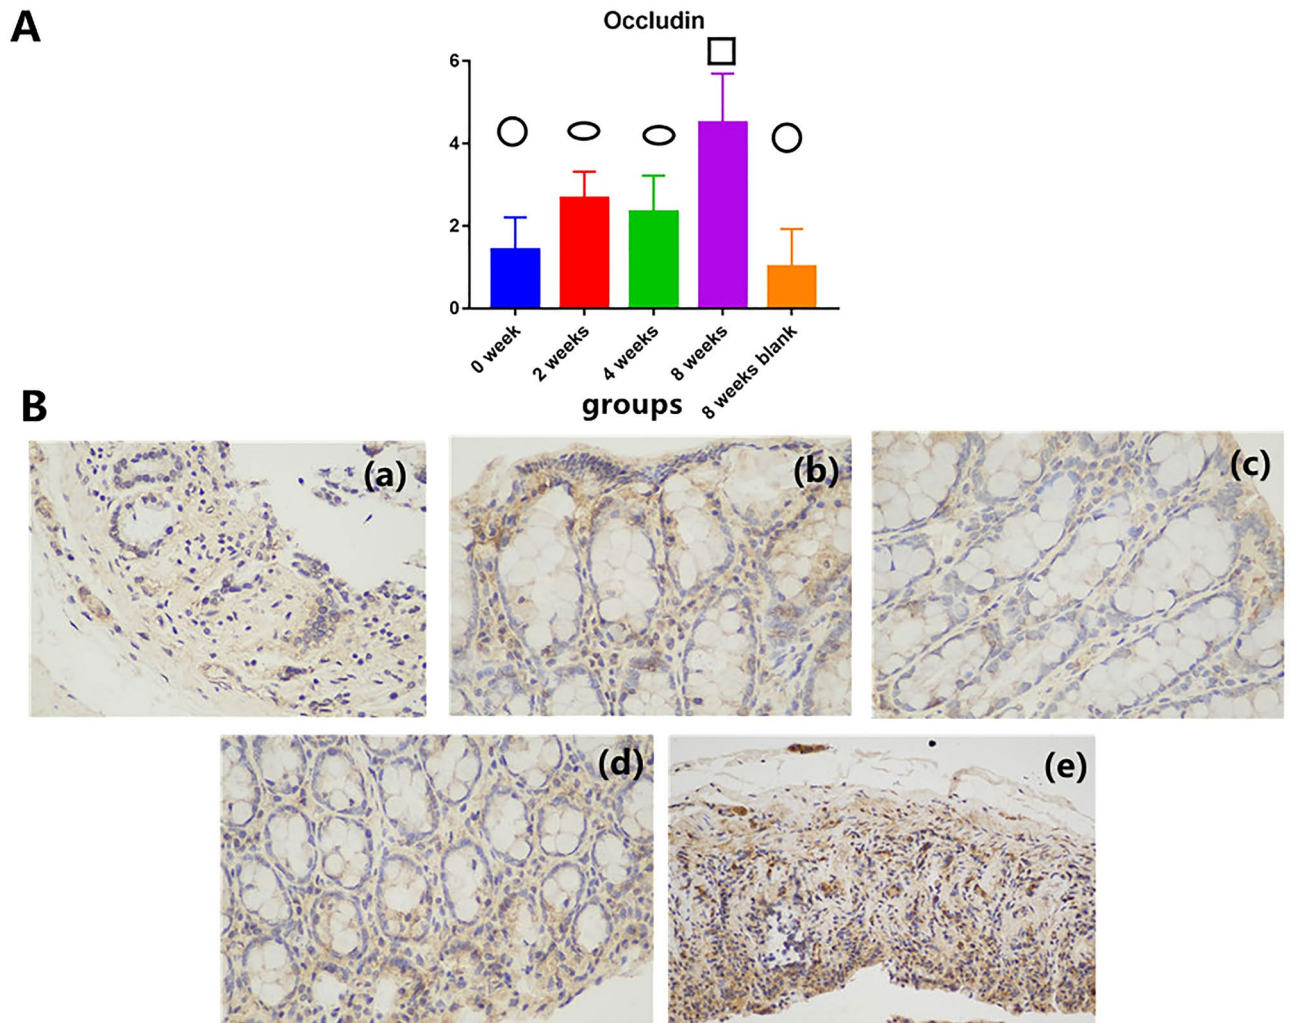 A
Occludin
6
4
2
0
0 week
2 weeks
4 weeks
8 weeks
8 weeks blank
groups
B
(a)
(b)
(c)
(d)
(e)